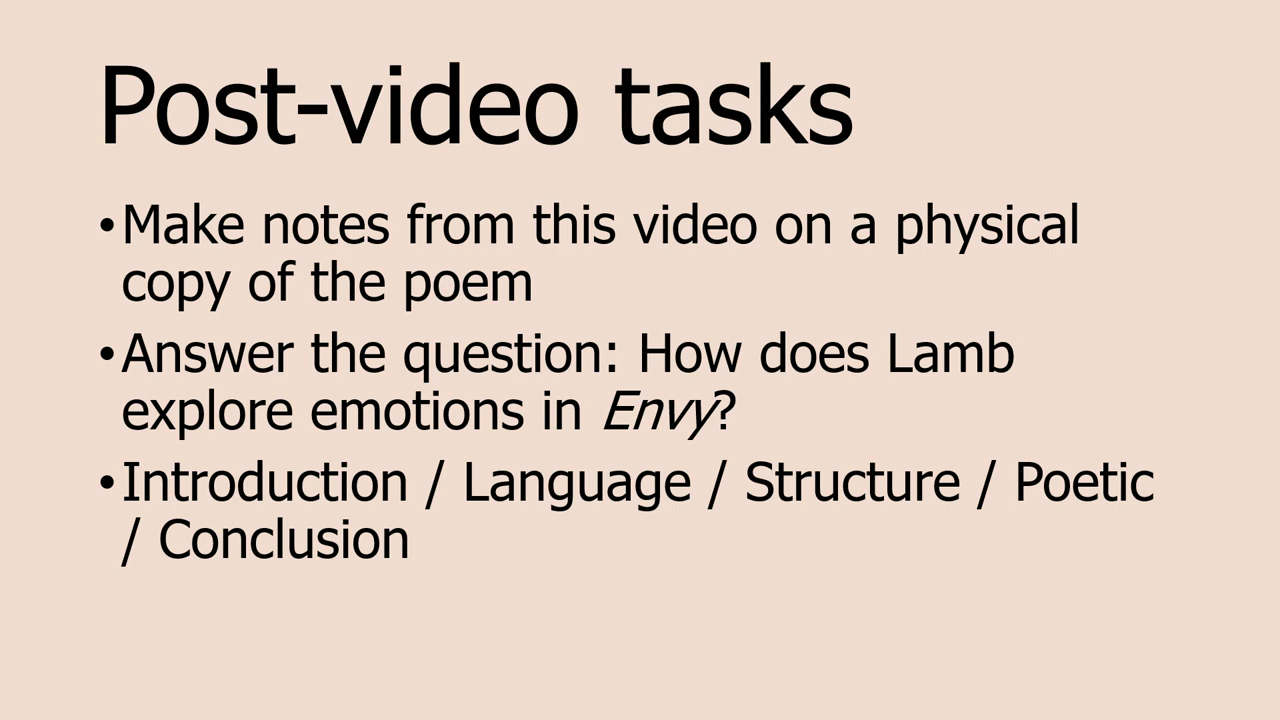 Post-video tasks
•Make notes from this video on a physical
copy of the poem
•Answer the question: How does Lamb
explore emotions in Envy?
•Introduction / Language / Structure / Poetic
/ Conclusion